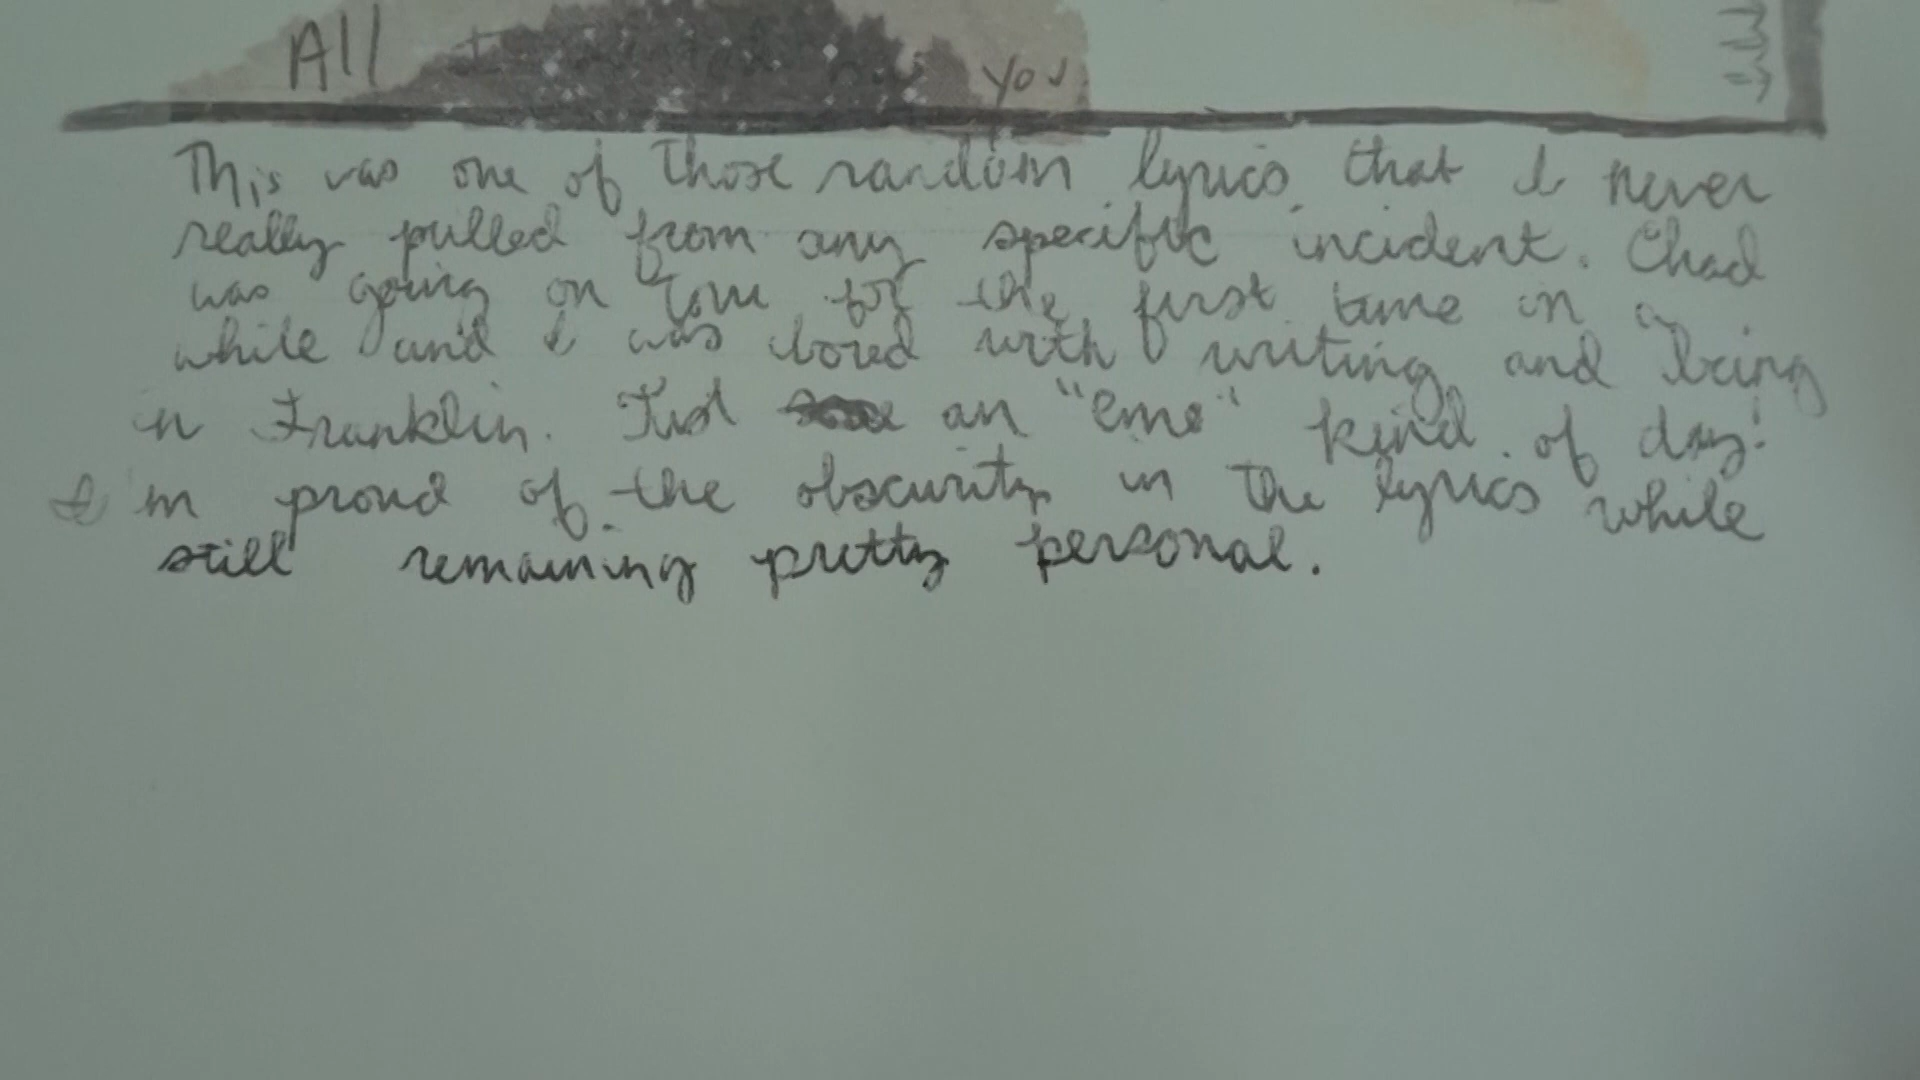 All I you
This was one of those random lyrics that I never
really pulled from any specific incident. Chad
was going on tour for the first time in a
while and I was bored with writing and being
in Franklin. Just an "emo" kind of day!
I'm proud of the obscurity in the lyrics while
still remaining pretty personal.